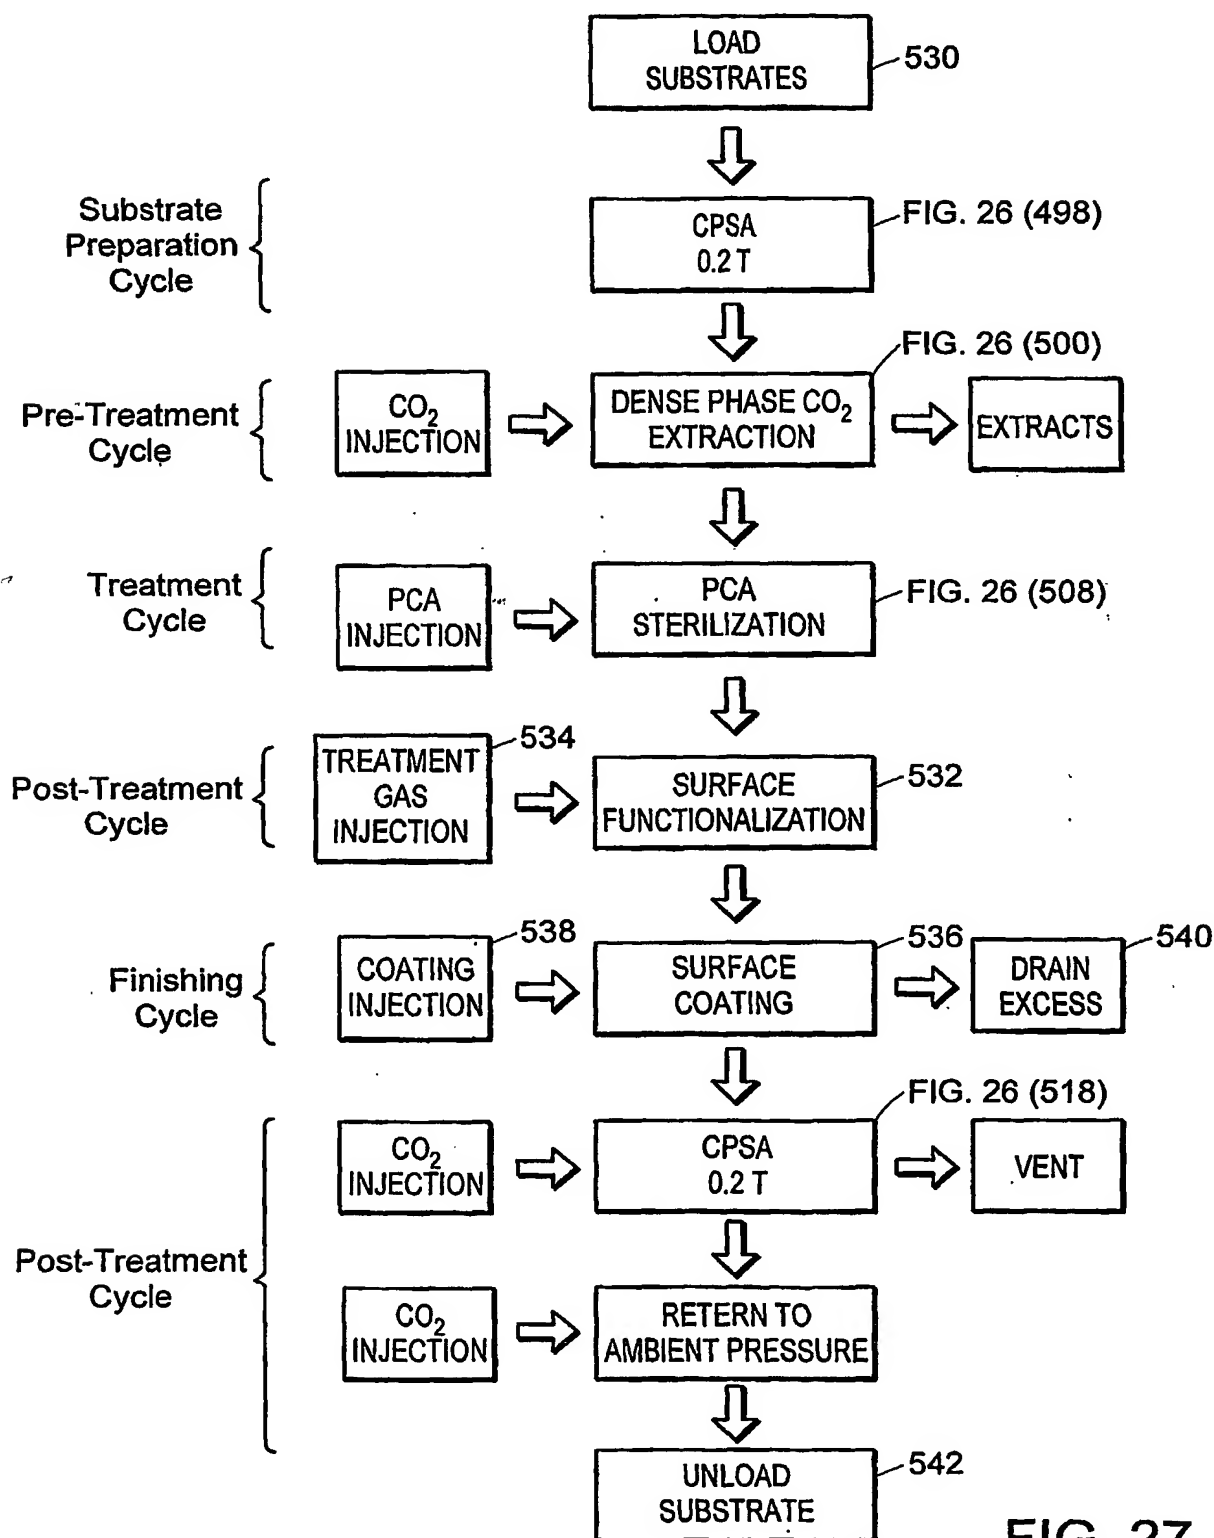 LOAD
SUBSTRATES
530
Substrate
Preparation
Cycle
CPSA
0.2 T
FIG. 26 (498)
Pre-Treatment
Cycle
CO2
INJECTION
DENSE PHASE CO2
EXTRACTION
FIG. 26 (500)
EXTRACTS
Treatment
Cycle
PCA
INJECTION
PCA
STERILIZATION
FIG. 26 (508)
Post-Treatment
Cycle
TREATMENT
GAS
INJECTION
534
SURFACE
FUNCTIONALIZATION
532
Finishing
Cycle
COATING
INJECTION
538
SURFACE
COATING
536
DRAIN
EXCESS
540
Post-Treatment
Cycle
CO2
INJECTION
CPSA
0.2 T
FIG. 26 (518)
VENT
CO2
INJECTION
RETERN TO
AMBIENT PRESSURE
UNLOAD
SUBSTRATE
542
FIG. 27